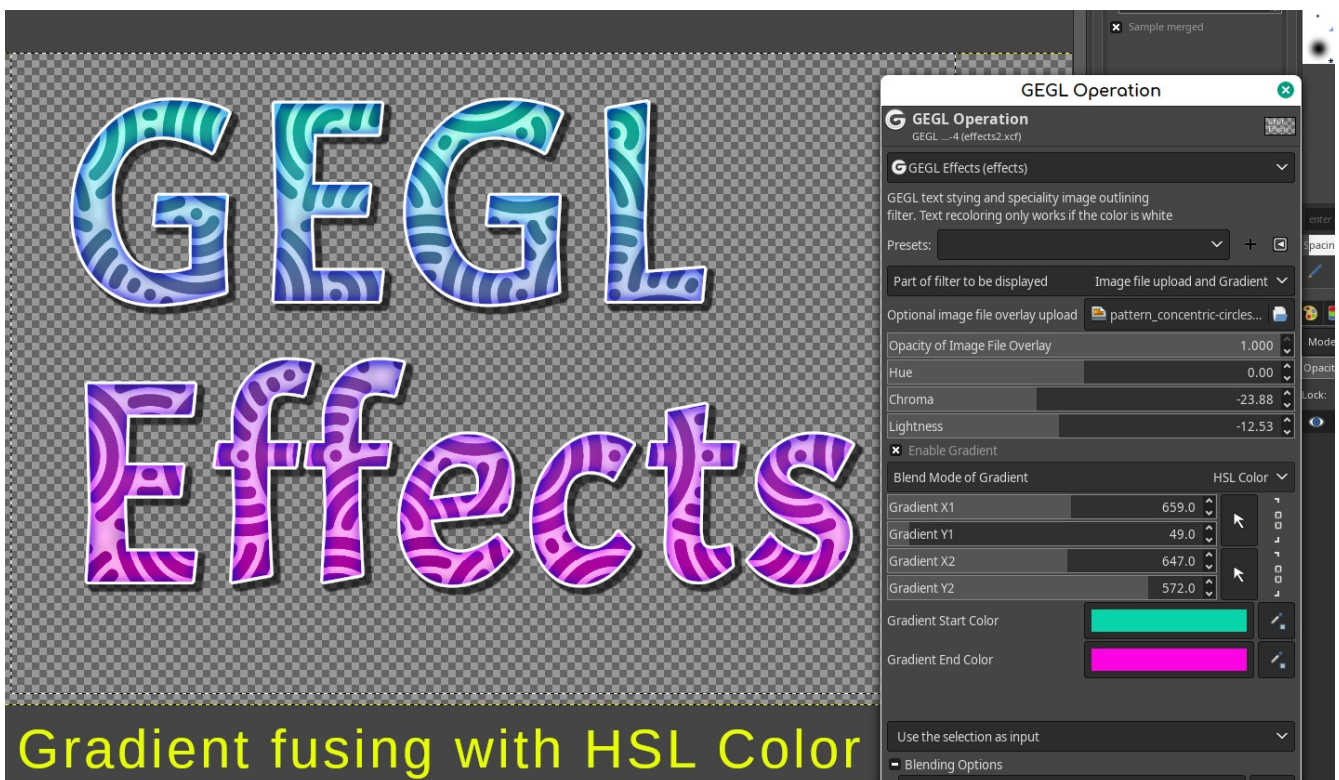 GEGL
Effects
Gradient fusing with HSL Color
Sample merged
GEGL Operation
GEGL Operation
GEGL ...-4 (effects2.xcf)
GEGL Effects (effects)
GEGL text stying and speciality image outlining
filter. Text recoloring only works if the color is white
Presets:
Part of filter to be displayed Image file upload and Gradient
Optional image file overlay upload pattern_concentric-circles...
Opacity of Image File Overlay 1.000
Hue 0.00
Chroma -23.88
Lightness -12.53
Enable Gradient
Blend Mode of Gradient HSL Color
Gradient X1 659.0
Gradient Y1 49.0
Gradient X2 647.0
Gradient Y2 572.0
Gradient Start Color
Gradient End Color
Use the selection as input
Blending Options
enter
Spacin
Mode
Opacit
Lock: